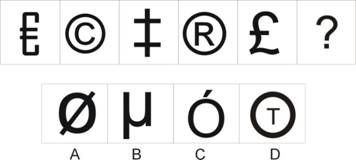 € © ‡ ® £ ?
Ø µ Ó Ⓣ
A B C D